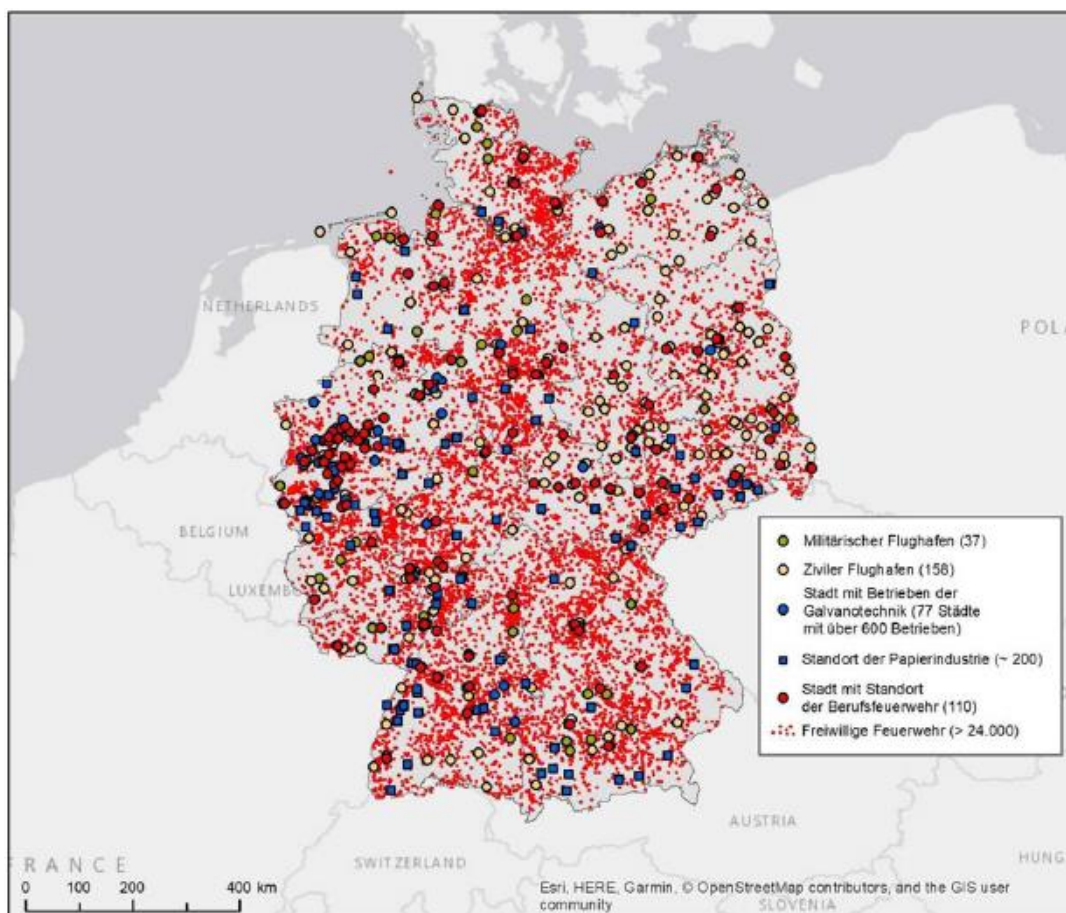 NETHERLANDS
POLA
BELGIUM
LUXEMBO
Militärischer Flughafen (37)
Ziviler Flughafen (158)
Stadt mit Betrieben der
Galvanotechnik (77 Städte
mit über 600 Betrieben)
Standort der Papierindustrie (~ 200)
Stadt mit Standort
der Berufsfeuerwehr (110)
Freiwillige Feuerwehr (> 24.000)
AUSTRIA
FRANCE
SWITZERLAND
HUNG
0 100 200 400 km
Esri, HERE, Garmin, © OpenStreetMap contributors, and the GIS user
community
SLOVENIA